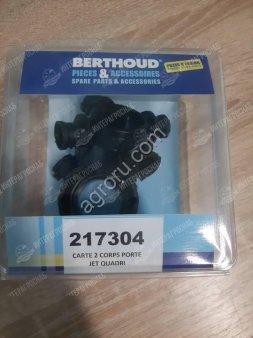 BERTHOUD
PIECES & ACCESSOIRES
SPARE PARTS & ACCESSORIES
agroru.com
217304
CARTE 2 CORPS PORTE
JET QUADRI